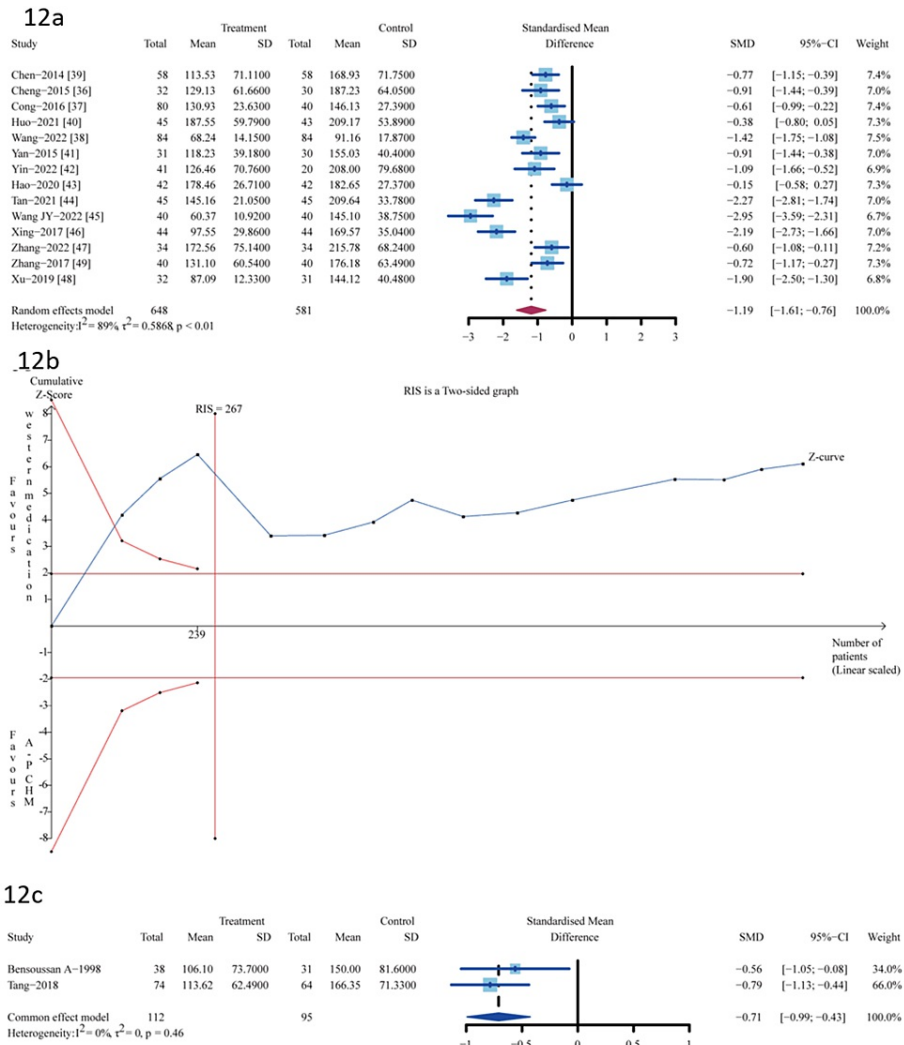 12a
Treatment Control Standardised Mean
Study Total Mean SD Total Mean SD Difference SMD 95%−CI Weight
Chen−2014 [39] 58 113.53 71.1100 58 168.93 71.7500 −0.77 [−1.15; −0.39] 7.4%
Cheng−2015 [36] 32 129.13 61.6600 30 187.23 64.0500 −0.91 [−1.44; −0.39] 7.0%
Cong−2016 [37] 80 130.93 23.6300 40 146.13 27.3900 −0.61 [−0.99; −0.22] 7.4%
Huo−2021 [40] 45 187.55 59.7900 43 209.17 53.8900 −0.38 [−0.80; 0.05] 7.3%
Wang−2022 [38] 84 68.24 14.1500 84 91.16 17.8700 −1.42 [−1.75; −1.08] 7.5%
Yan−2015 [41] 31 118.23 39.1800 30 155.03 40.4000 −0.91 [−1.44; −0.38] 7.0%
Yin−2022 [42] 41 126.46 70.7600 20 208.00 79.6800 −1.09 [−1.66; −0.52] 6.9%
Hao−2020 [43] 42 178.46 26.7100 42 182.65 27.3700 −0.15 [−0.58; 0.27] 7.3%
Tan−2021 [44] 45 145.16 21.0500 45 209.64 33.7800 −2.27 [−2.81; −1.74] 7.0%
Wang JY−2022 [45] 40 60.37 10.9200 40 145.10 38.7500 −2.95 [−3.59; −2.31] 6.7%
Xing−2017 [46] 44 97.55 29.8600 44 169.57 35.0400 −2.19 [−2.73; −1.66] 7.0%
Zhang−2022 [47] 34 172.56 75.1400 34 215.78 68.2400 −0.60 [−1.08; −0.11] 7.2%
Zhang−2017 [49] 40 131.10 60.5400 40 176.18 63.4900 −0.72 [−1.17; −0.27] 7.3%
Xu−2019 [48] 32 87.09 12.3300 31 144.12 40.4800 −1.90 [−2.50; −1.30] 6.8%
Random effects model 648 581 −1.19 [−1.61; −0.76] 100.0%
Heterogeneity:I²= 89%, τ²= 0.5868, p < 0.01
−3 −2 −1 0 1 2 3
12b
Cumulative
Z-Score
RIS is a Two-sided graph
RIS = 267
Z-curve
8
7
6
5
4
3
2
1
-1
-2
-3
-4
-5
-6
-7
-8
Favours
western medication
Favours
A-PCHM
239
Number of
patients
(Linear scaled)
12c
Treatment Control Standardised Mean
Study Total Mean SD Total Mean SD Difference SMD 95%−CI Weight
Bensoussan A−1998 38 106.10 73.7000 31 150.00 81.6000 −0.56 [−1.05; −0.08] 34.0%
Tang−2018 74 113.62 62.4900 64 166.35 71.3300 −0.79 [−1.13; −0.44] 66.0%
Common effect model 112 95 −0.71 [−0.99; −0.43] 100.0%
Heterogeneity:I²= 0%, τ²= 0, p = 0.46
−1 −0.5 0 0.5 1